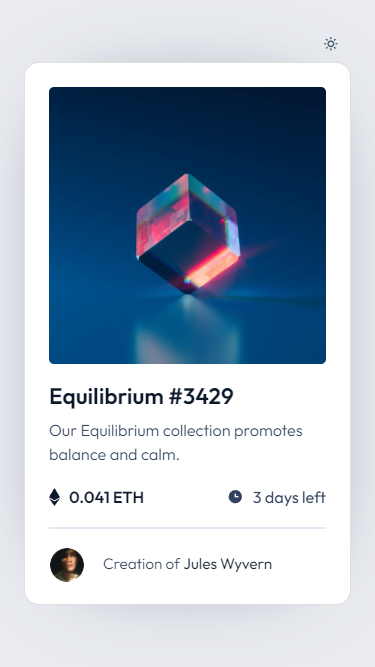 Equilibrium #3429
Our Equilibrium collection promotes
balance and calm.
0.041 ETH
3 days left
Creation of Jules Wyvern